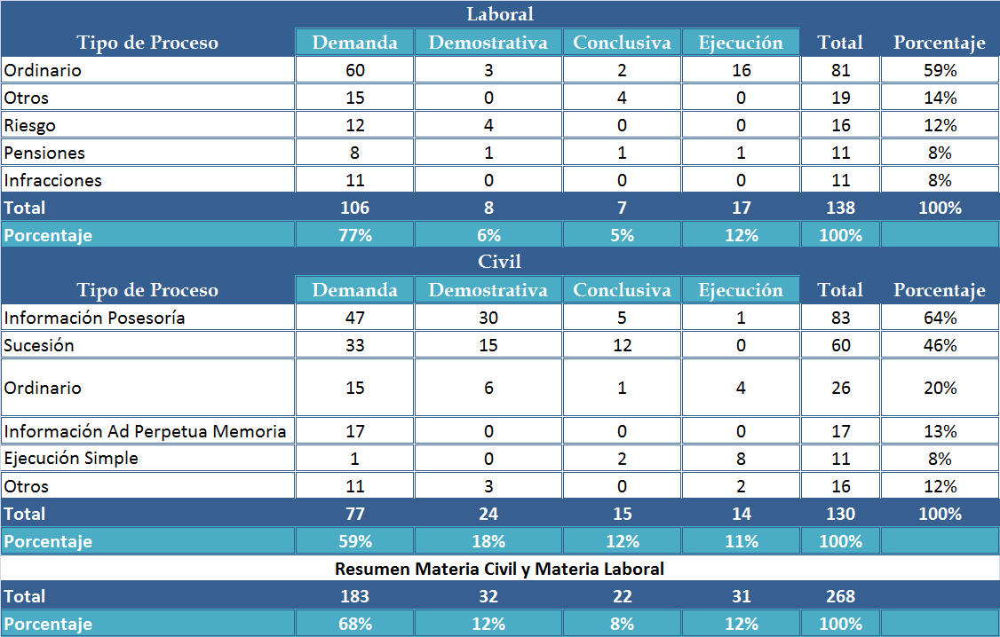 Laboral
Tipo de Proceso Demanda Demostrativa Conclusiva Ejecución Total Porcentaje
Ordinario 60 3 2 16 81 59%
Otros 15 0 4 0 19 14%
Riesgo 12 4 0 0 16 12%
Pensiones 8 1 1 1 11 8%
Infracciones 11 0 0 0 11 8%
Total 106 8 7 17 138 100%
Porcentaje 77% 6% 5% 12% 100%
Civil
Tipo de Proceso Demanda Demostrativa Conclusiva Ejecución Total Porcentaje
Información Posesoría 47 30 5 1 83 64%
Sucesión 33 15 12 0 60 46%
Ordinario 15 6 1 4 26 20%
Información Ad Perpetua Memoria 17 0 0 0 17 13%
Ejecución Simple 1 0 2 8 11 8%
Otros 11 3 0 2 16 12%
Total 77 24 15 14 130 100%
Porcentaje 59% 18% 12% 11% 100%
Resumen Materia Civil y Materia Laboral
Total 183 32 22 31 268
Porcentaje 68% 12% 8% 12% 100%